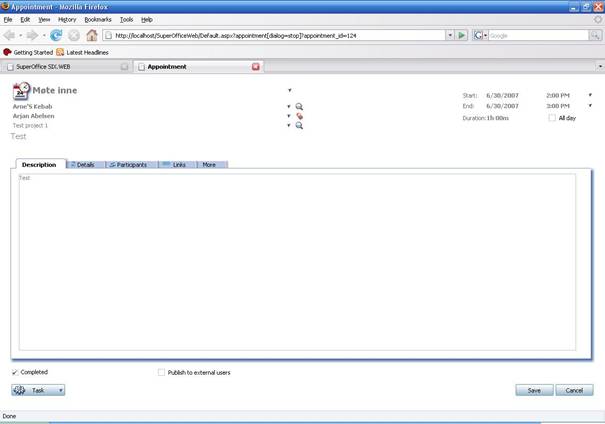 Appointment - Mozilla Firefox
File Edit View History Bookmarks Tools Help
http://localhost/SuperOfficeWeb/Default.aspx?appointment[dialog=stop]?appointment_id=124
Google
Getting Started Latest Headlines
SuperOffice SIX.WEB Appointment
24 Møte inne
Arne'S Kebab
Arjan Abelsen
Test project 1
Test
Start: 6/30/2007 2:00 PM
End: 6/30/2007 3:00 PM
Duration: 1h 00m All day
Description Details Participants Links More
Test
Completed Publish to external users
Task Save Cancel
Done